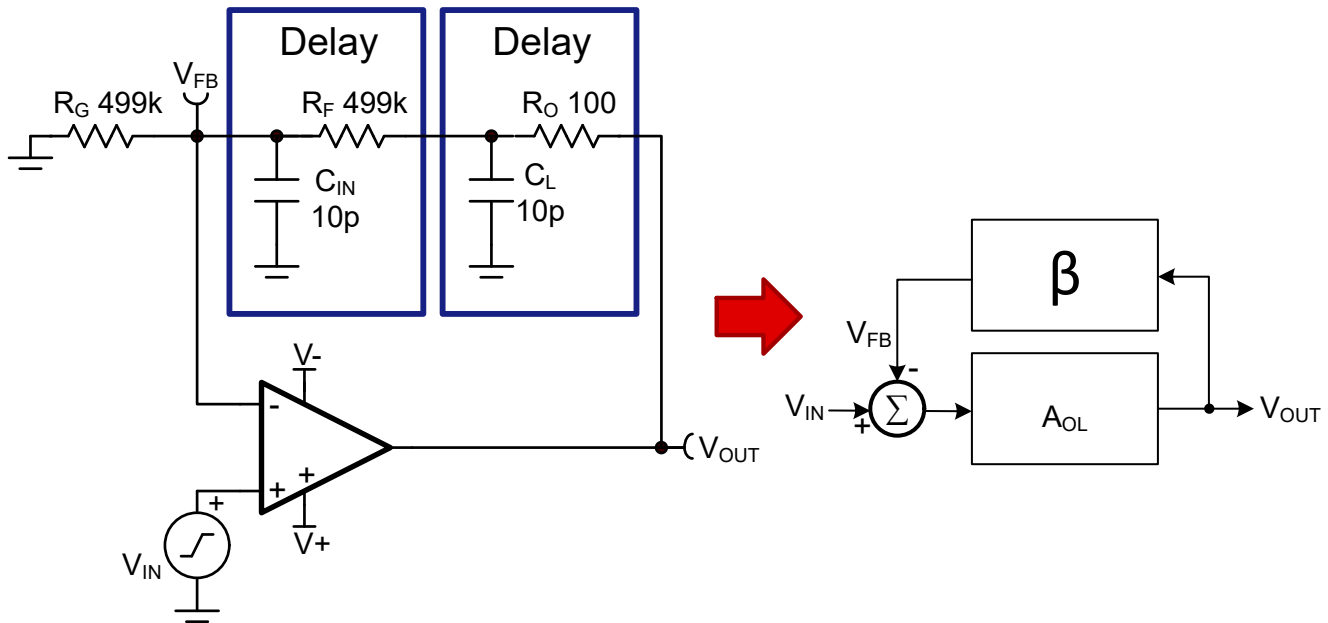 Delay
Delay
V_FB
R_G 499k
R_F 499k
R_O 100
C_IN
10p
C_L
10p
V-
-
+
+
V+
+
V_IN
V_OUT
β
V_FB
-
V_IN
+
Σ
A_OL
V_OUT